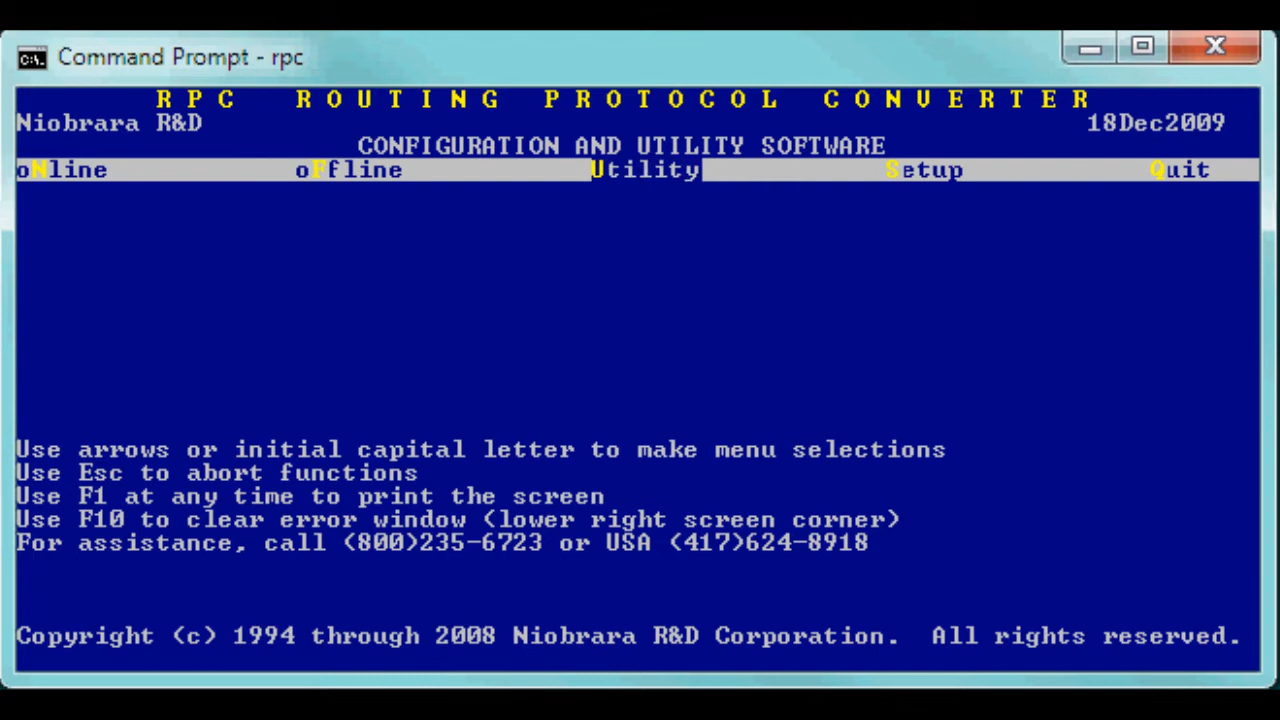 Command Prompt - rpc
R P C   R O U T I N G   P R O T O C O L   C O N V E R T E R
Niobrara R&D 18Dec2009
CONFIGURATION AND UTILITY SOFTWARE
oNline oFfline Utility Setup Quit
Use arrows or initial capital letter to make menu selections
Use Esc to abort functions
Use F1 at any time to print the screen
Use F10 to clear error window (lower right screen corner)
For assistance, call (800)235-6723 or USA (417)624-8918
Copyright (c) 1994 through 2008 Niobrara R&D Corporation.  All rights reserved.